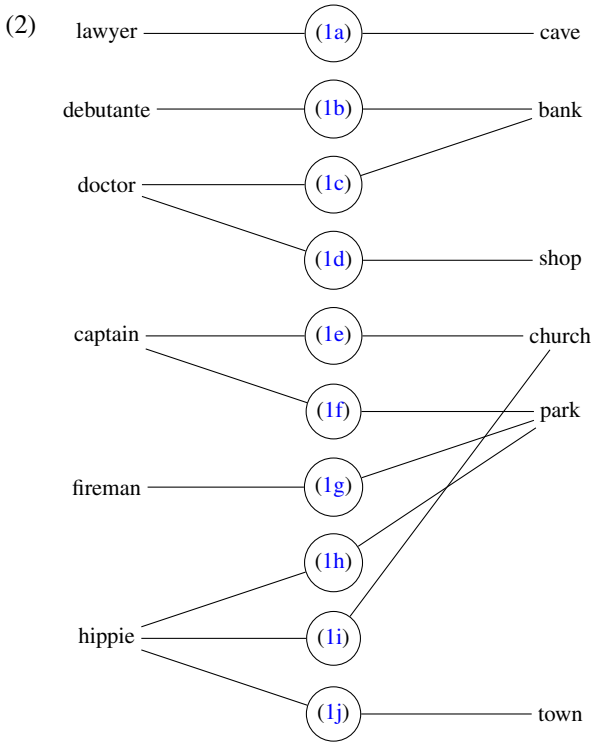 (2) lawyer (1a) cave
debutante (1b) bank
doctor (1c)
(1d) shop
captain (1e) church
(1f) park
fireman (1g)
(1h)
hippie (1i)
(1j) town